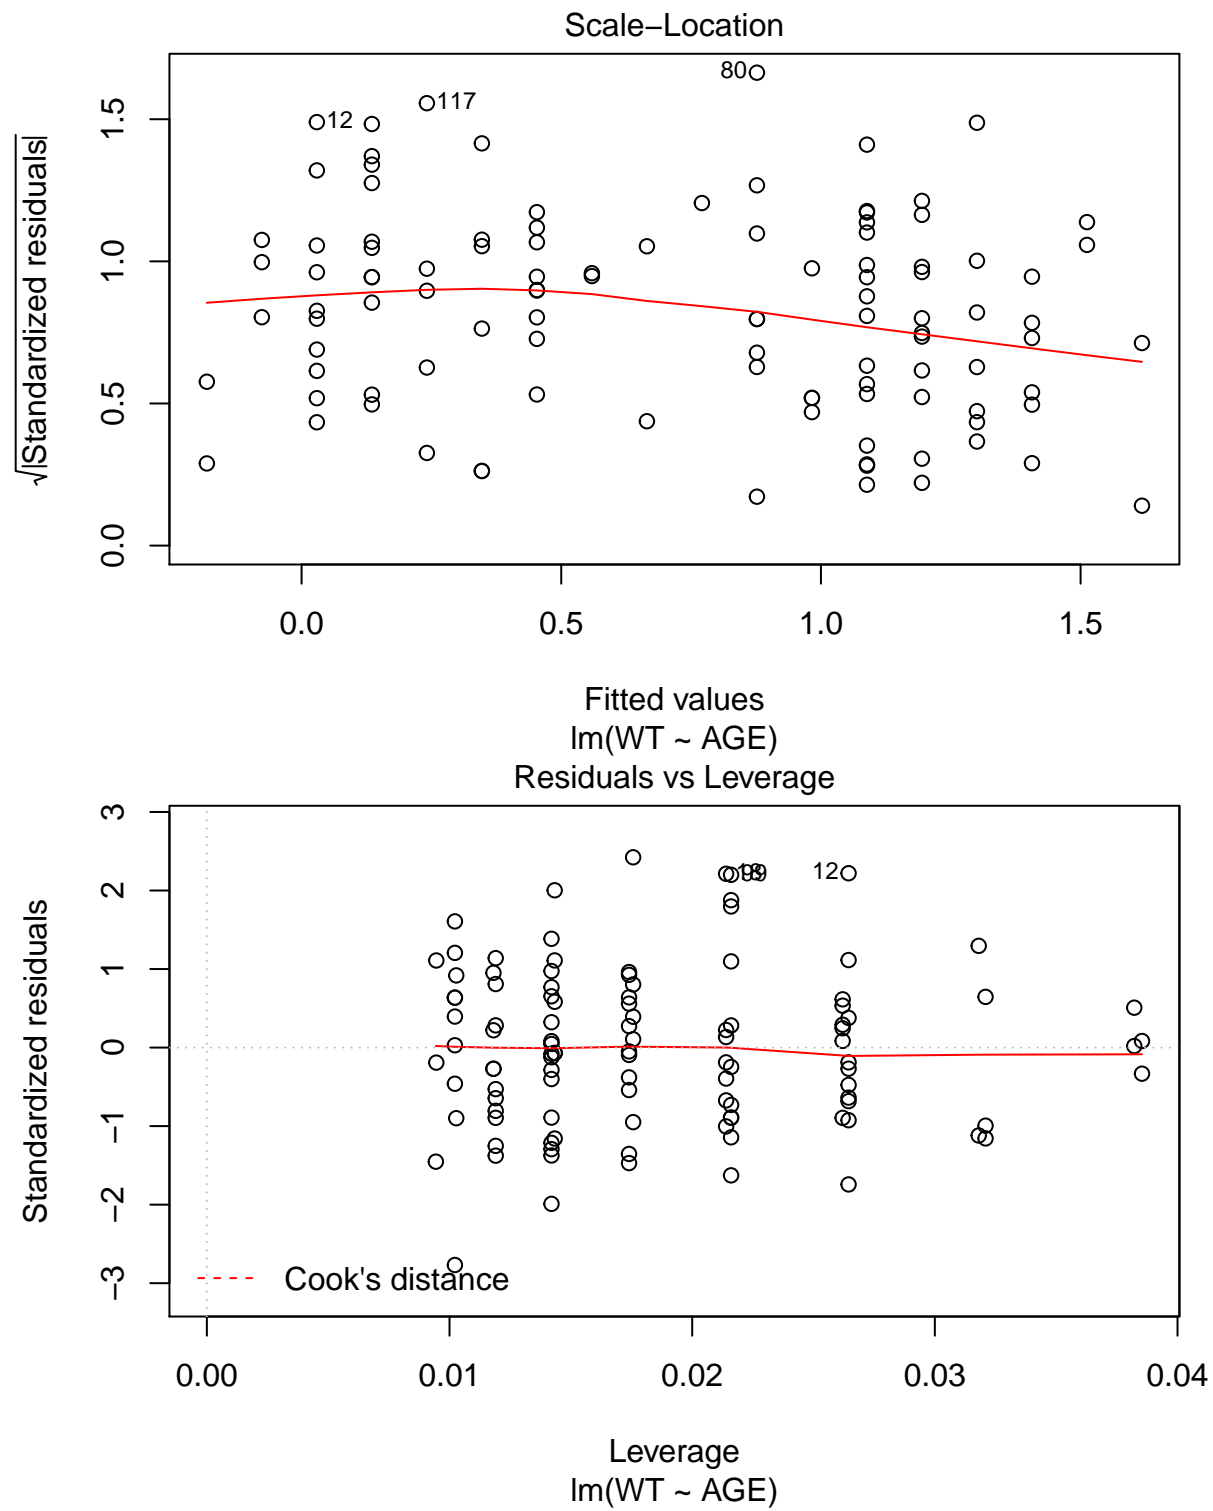 Scale−Location
√|Standardized residuals|
0.0 0.5 1.0 1.5
80
117
12
0.0 0.5 1.0 1.5
Fitted values
lm(WT ~ AGE)
Residuals vs Leverage
Standardized residuals
−3 −2 −1 0 1 2 3
12
Cook's distance
0.00 0.01 0.02 0.03 0.04
Leverage
lm(WT ~ AGE)